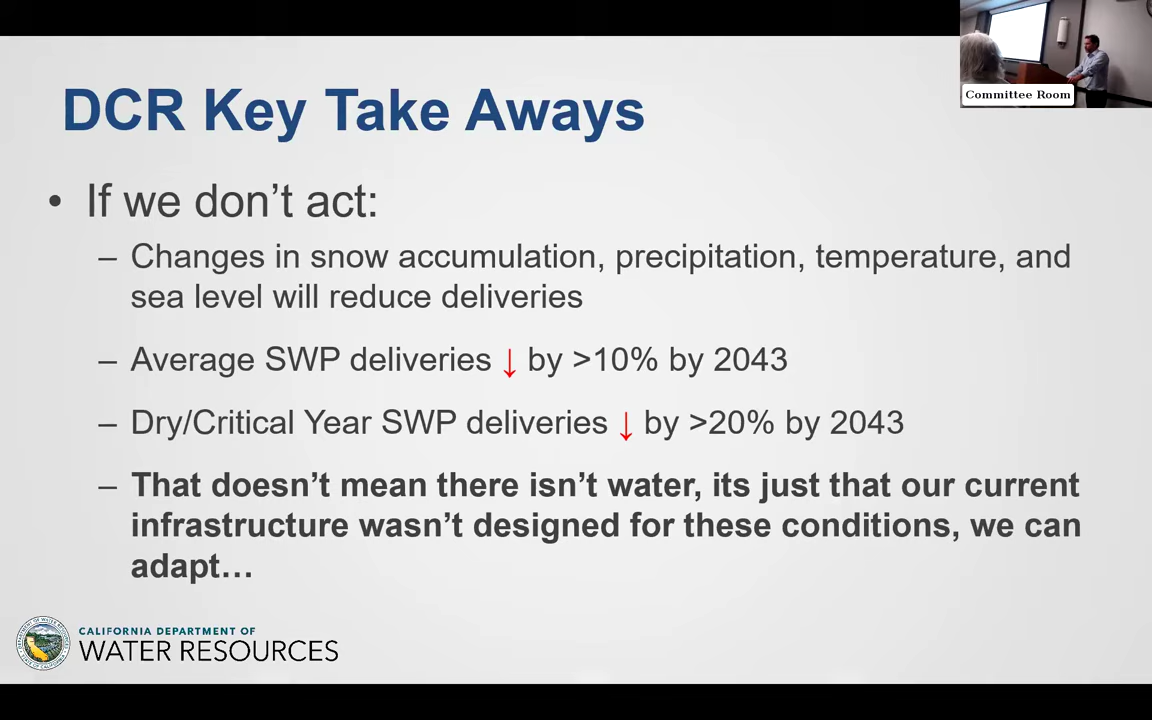 Committee Room
DCR Key Take Aways
• If we don’t act:
– Changes in snow accumulation, precipitation, temperature, and
sea level will reduce deliveries
– Average SWP deliveries ↓ by >10% by 2043
– Dry/Critical Year SWP deliveries ↓ by >20% by 2043
– That doesn’t mean there isn’t water, its just that our current
infrastructure wasn’t designed for these conditions, we can
adapt…
CALIFORNIA DEPARTMENT OF
WATER RESOURCES